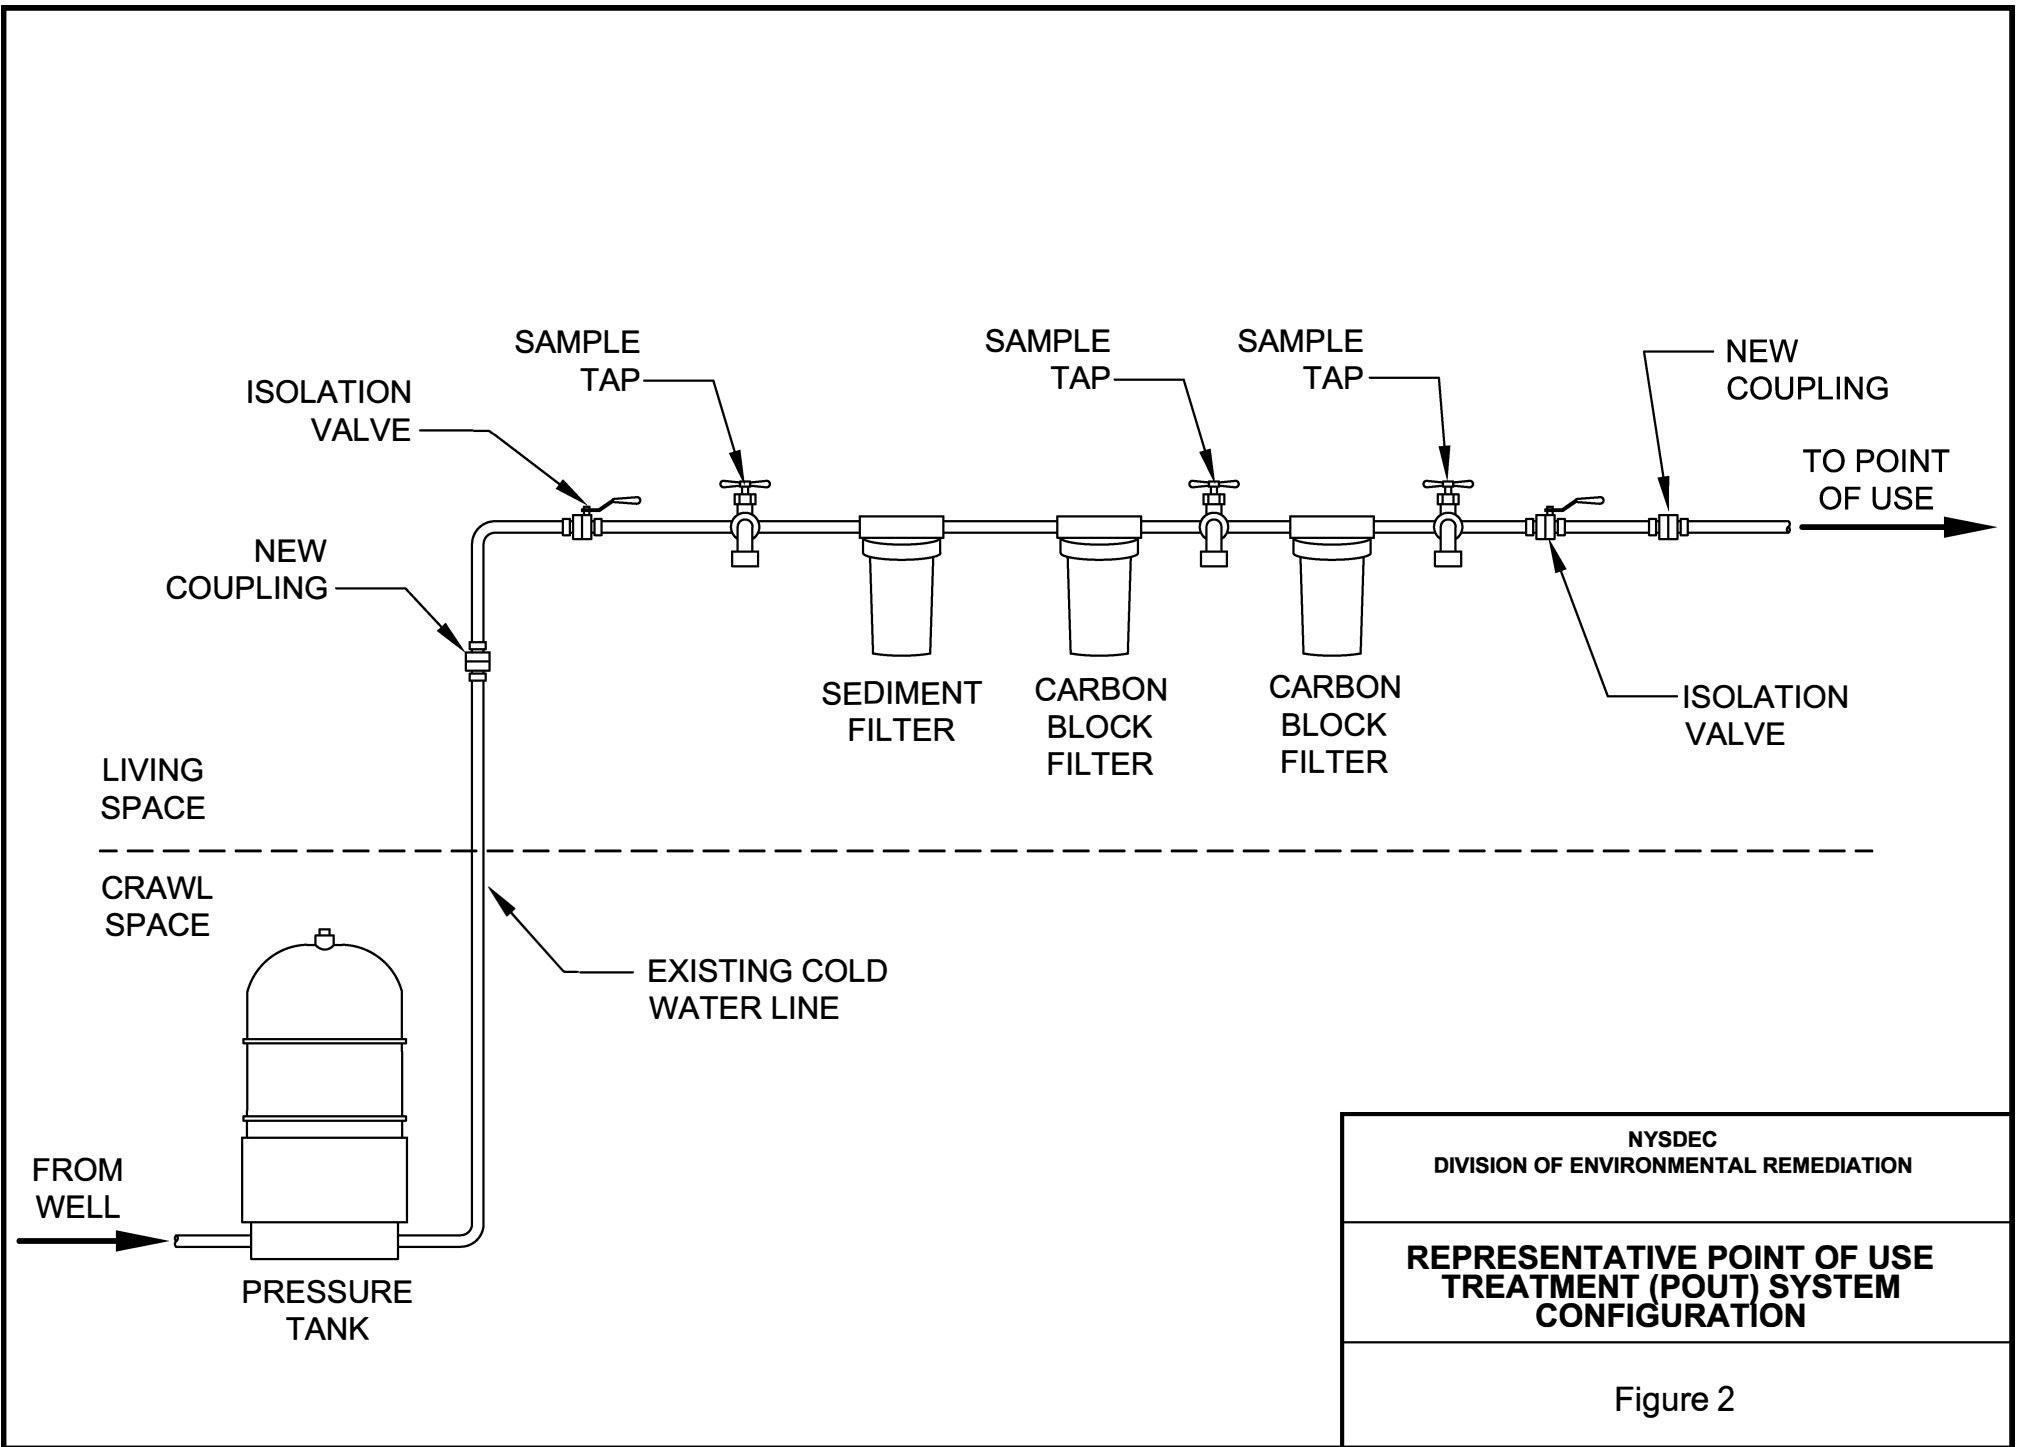 SAMPLE
TAP
SAMPLE
TAP
SAMPLE
TAP
NEW
COUPLING
ISOLATION
VALVE
TO POINT
OF USE
NEW
COUPLING
SEDIMENT
FILTER
CARBON
BLOCK
FILTER
CARBON
BLOCK
FILTER
ISOLATION
VALVE
LIVING
SPACE
CRAWL
SPACE
EXISTING COLD
WATER LINE
FROM
WELL
PRESSURE
TANK
NYSDEC
DIVISION OF ENVIRONMENTAL REMEDIATION
REPRESENTATIVE POINT OF USE
TREATMENT (POUT) SYSTEM
CONFIGURATION
Figure 2